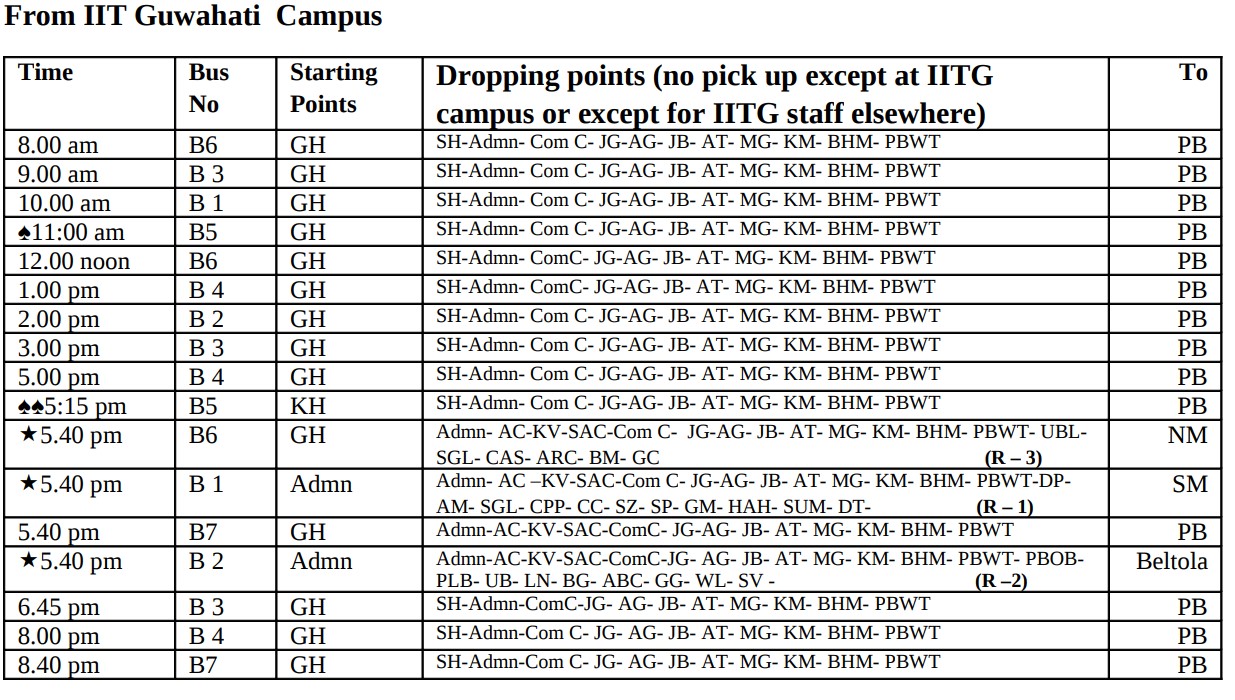 From IIT Guwahati  Campus
Time Bus No Starting Points Dropping points (no pick up except at IITG campus or except for IITG staff elsewhere) To
8.00 am B6 GH SH-Admn- Com C- JG-AG- JB- AT- MG- KM- BHM- PBWT PB
9.00 am B 3 GH SH-Admn- Com C- JG-AG- JB- AT- MG- KM- BHM- PBWT PB
10.00 am B 1 GH SH-Admn- Com C- JG-AG- JB- AT- MG- KM- BHM- PBWT PB
♠11:00 am B5 GH SH-Admn- Com C- JG-AG- JB- AT- MG- KM- BHM- PBWT PB
12.00 noon B6 GH SH-Admn- ComC- JG-AG- JB- AT- MG- KM- BHM- PBWT PB
1.00 pm B 4 GH SH-Admn- ComC- JG-AG- JB- AT- MG- KM- BHM- PBWT PB
2.00 pm B 2 GH SH-Admn- Com C- JG-AG- JB- AT- MG- KM- BHM- PBWT PB
3.00 pm B 3 GH SH-Admn- Com C- JG-AG- JB- AT- MG- KM- BHM- PBWT PB
5.00 pm B 4 GH SH-Admn- Com C- JG-AG- JB- AT- MG- KM- BHM- PBWT PB
♠♠5:15 pm B5 KH SH-Admn- Com C- JG-AG- JB- AT- MG- KM- BHM- PBWT PB
★5.40 pm B6 GH Admn- AC-KV-SAC-Com C-  JG-AG- JB- AT- MG- KM- BHM- PBWT- UBL- NM
SGL- CAS- ARC- BM- GC (R – 3)
★5.40 pm B 1 Admn Admn- AC –KV-SAC-Com C- JG-AG- JB- AT- MG- KM- BHM- PBWT-DP- SM
AM- SGL- CPP- CC- SZ- SP- GM- HAH- SUM- DT- (R – 1)
5.40 pm B7 GH Admn-AC-KV-SAC-ComC- JG-AG- JB- AT- MG- KM- BHM- PBWT PB
★5.40 pm B 2 Admn Admn-AC-KV-SAC-ComC-JG- AG- JB- AT- MG- KM- BHM- PBWT- PBOB- Beltola
PLB- UB- LN- BG- ABC- GG- WL- SV - (R –2)
6.45 pm B 3 GH SH-Admn-ComC-JG- AG- JB- AT- MG- KM- BHM- PBWT PB
8.00 pm B 4 GH SH-Admn-Com C- JG- AG- JB- AT- MG- KM- BHM- PBWT PB
8.40 pm B7 GH SH-Admn-Com C- JG- AG- JB- AT- MG- KM- BHM- PBWT PB